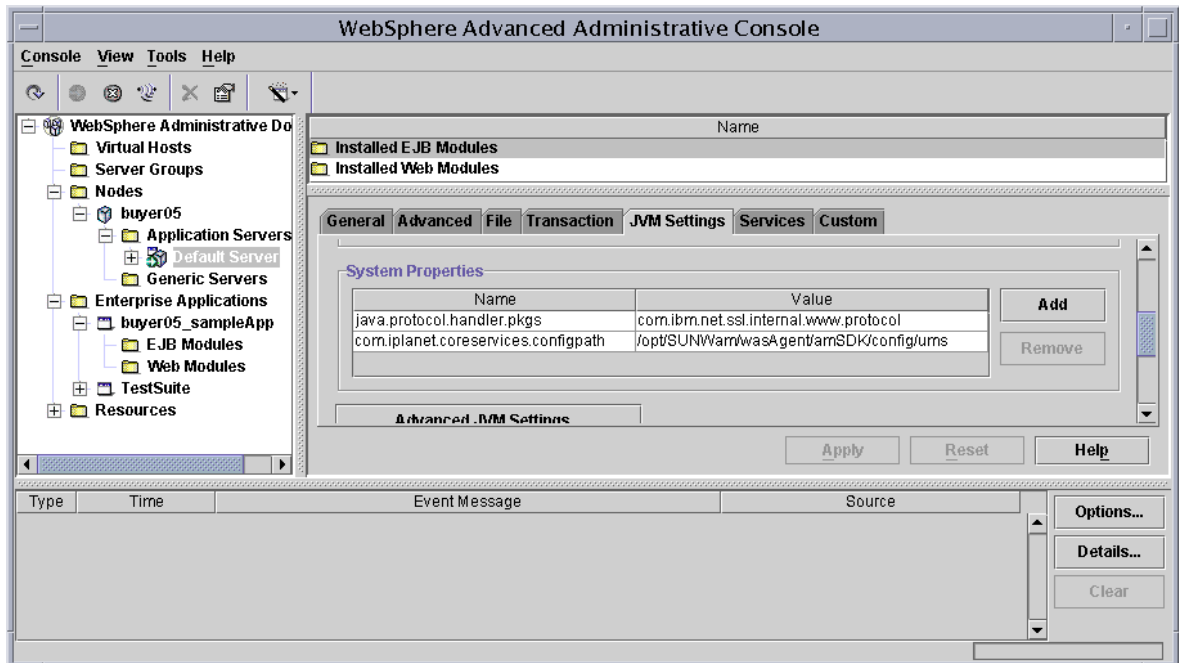 WebSphere Advanced Administrative Console
Console View Tools Help
WebSphere Administrative Do
Virtual Hosts
Server Groups
Nodes
buyer05
Application Servers
Default Server
Generic Servers
Enterprise Applications
buyer05_sampleApp
EJB Modules
Web Modules
TestSuite
Resources
Name
Installed EJB Modules
Installed Web Modules
General Advanced File Transaction JVM Settings Services Custom
System Properties
Name Value
java.protocol.handler.pkgs com.ibm.net.ssl.internal.www.protocol
com.iplanet.coreservices.configpath /opt/SUNWam/wasAgent/amSDK/config/ums
Add
Remove
Advanced JVM Settings
Apply Reset Help
Type Time Event Message Source
Options...
Details...
Clear